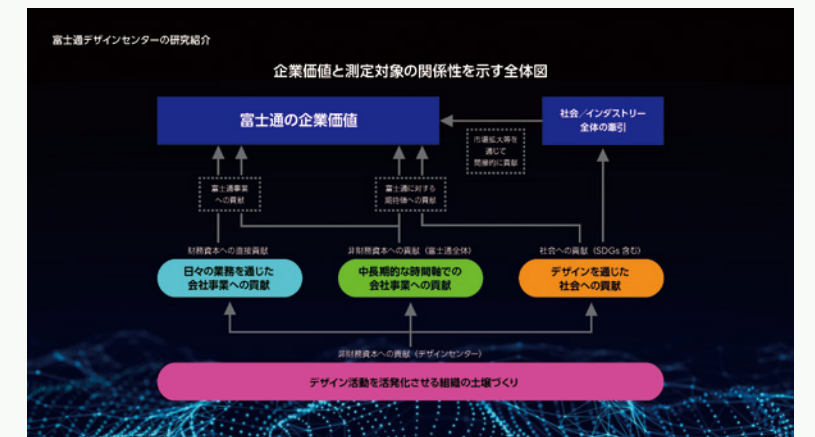 富士通デザインセンターの研究紹介
企業価値と測定対象の関係性を示す全体図
富士通の企業価値
社会/インダストリー
全体の牽引
市場拡大等を
通じて
間接的に貢献
富士通事業
への貢献
富士通に対する
期待値への貢献
財務資本への直接貢献
非財務資本への貢献（富士通全体）
社会への貢献（SDGs 含む）
日々の業務を通じた
会社事業への貢献
中長期的な時間軸での
会社事業への貢献
デザインを通じた
社会への貢献
非財務資本への貢献（デザインセンター）
デザイン活動を活発化させる組織の土壌づくり